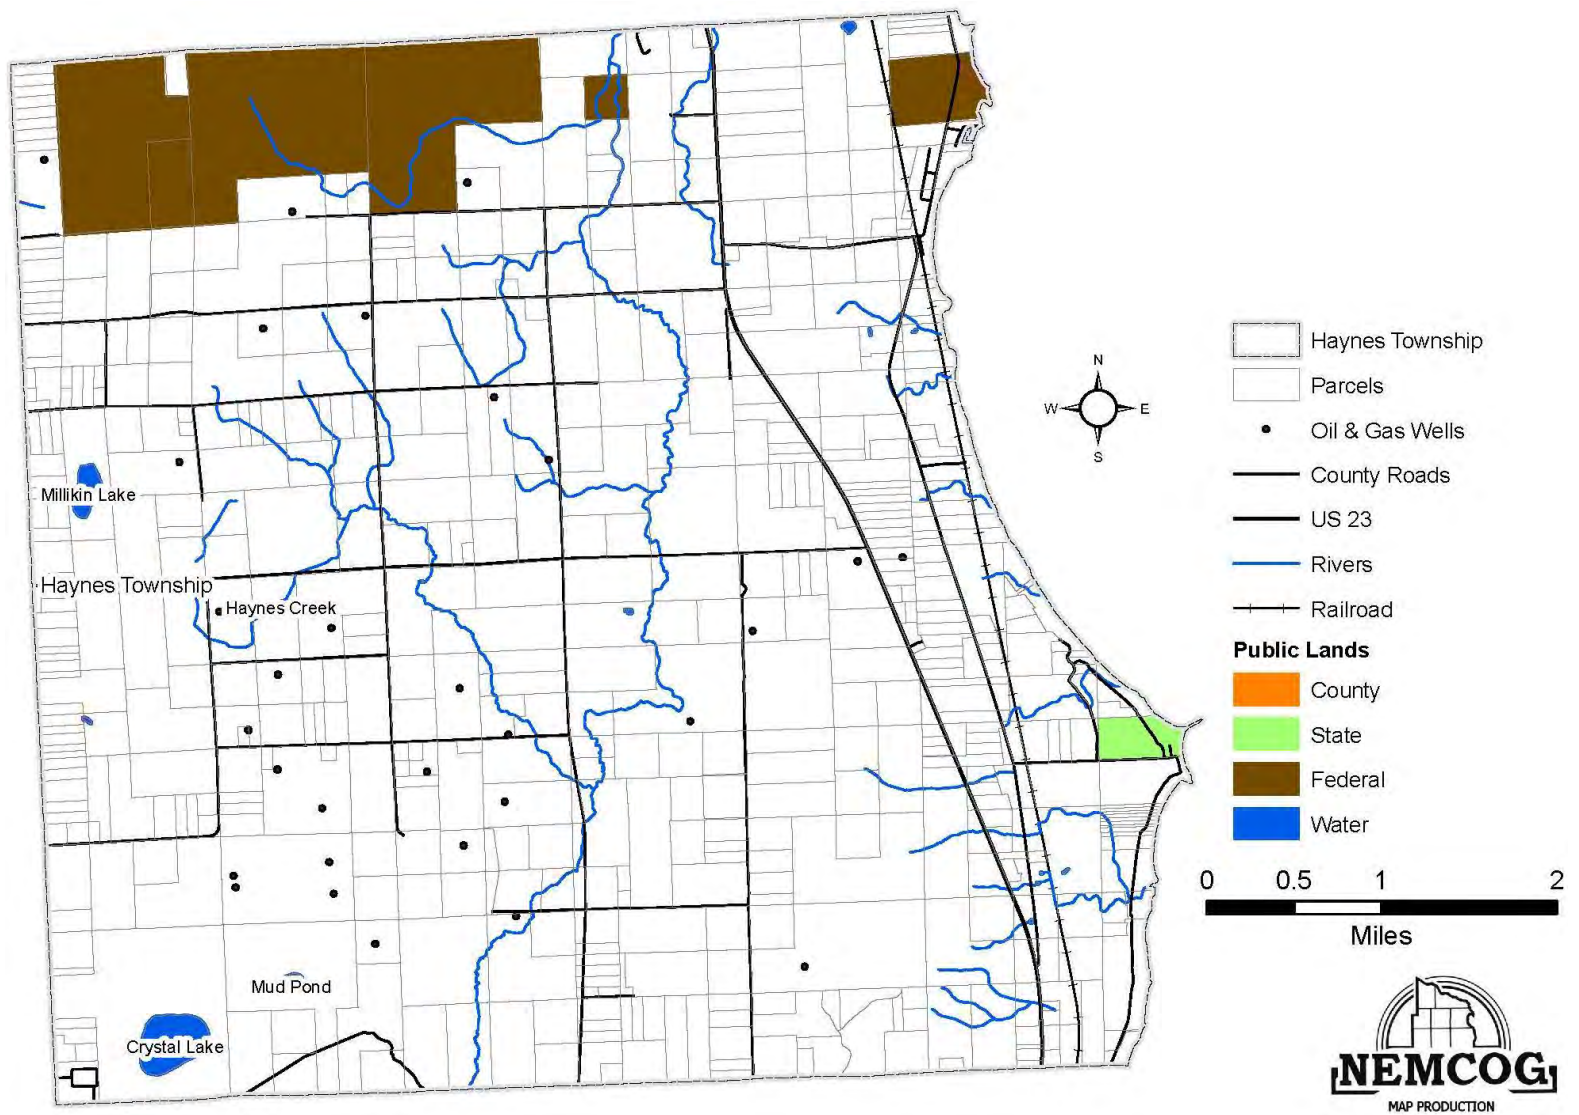 Millikin Lake
Haynes Township
Haynes Creek
Mud Pond
Crystal Lake
N
W
E
S
Haynes Township
Parcels
Oil & Gas Wells
County Roads
US 23
Rivers
Railroad
Public Lands
County
State
Federal
Water
0 0.5 1 2
Miles
NEMCOG
MAP PRODUCTION